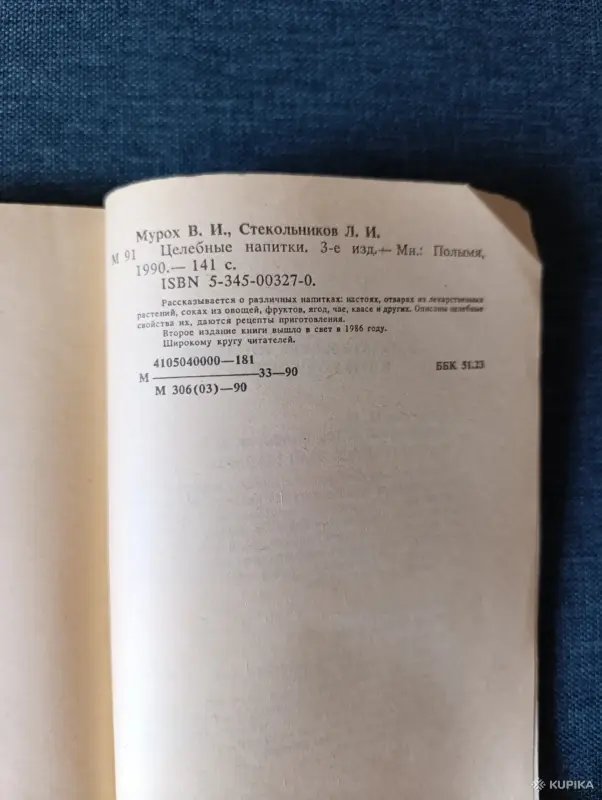 Мурох В. И., Стекольников Л. И.
М 91 Целебные напитки. 3-е изд.— Мн.: Полымя,
1990.— 141 с.
ISBN 5-345-00327-0.
Рассказывается о различных напитках: настоях, отварах из лекарственных
растений, соках из овощей, фруктов, ягод, чае, квасе и других. Описаны целебные
свойства их, даются рецепты приготовления.
Второе издание книги вышло в свет в 1986 году.
Широкому кругу читателей.
4105040000—181
М ———————33—90
М 306(03)—90
ББК 51.23
KUPIKA